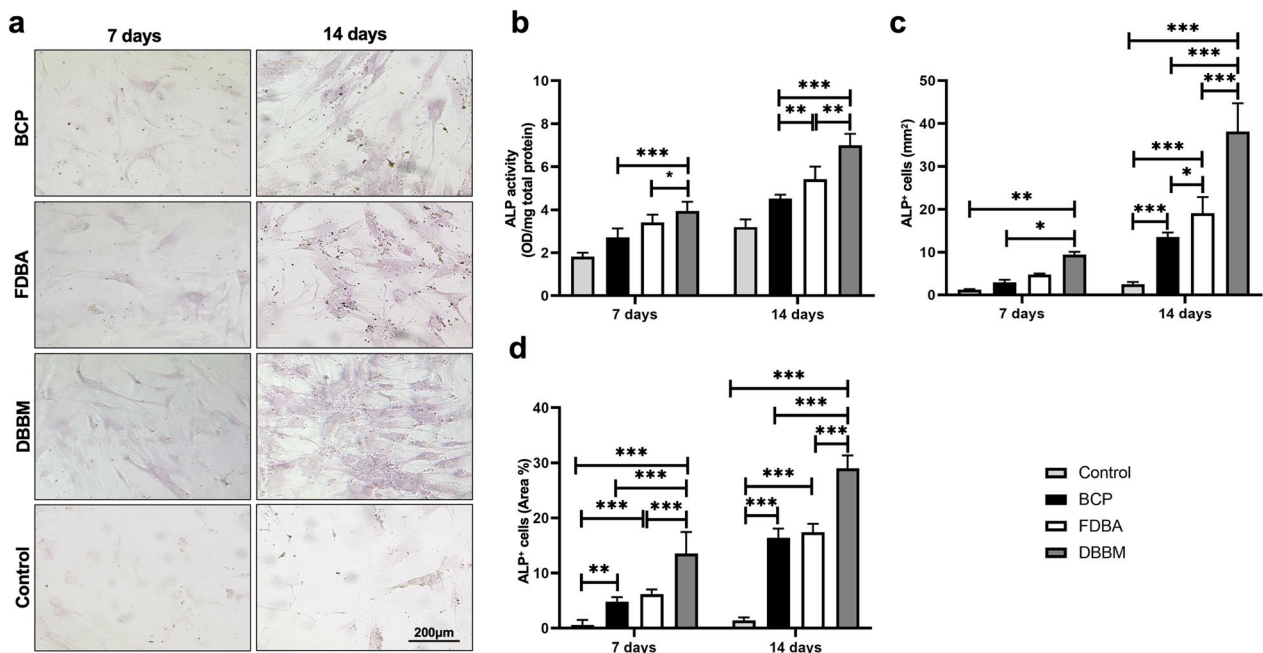 a
7 days
14 days
BCP
FDBA
DBBM
Control
200µm
b
ALP activity
(OD/mg total protein)
10
8
6
4
2
0
***
*
***
**
**
7 days
14 days
c
ALP⁺ cells (mm²)
50
40
30
20
10
0
**
*
***
***
***
***
*
***
7 days
14 days
d
ALP⁺ cells (Area %)
40
30
20
10
0
***
***
***
***
**
***
***
***
***
***
7 days
14 days
Control
BCP
FDBA
DBBM